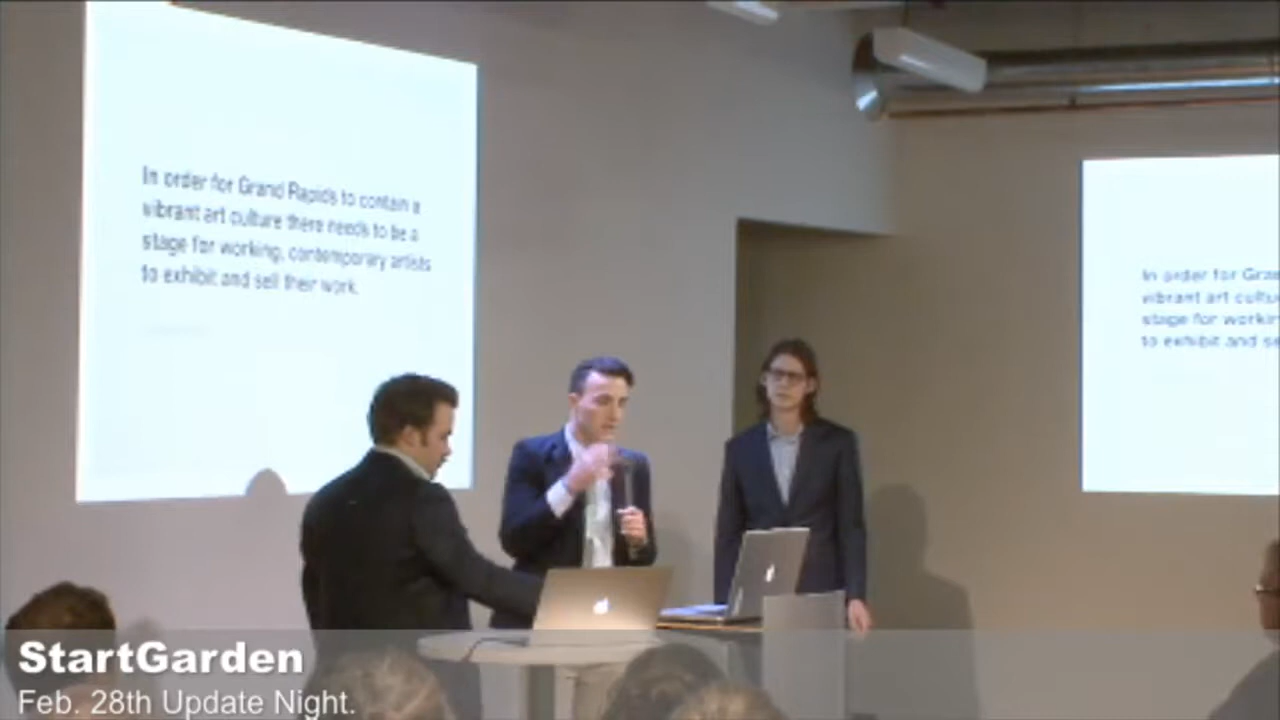 In order for Grand Rapids to contain a
vibrant art culture there needs to be a
stage for working, contemporary artists
to exhibit and sell their work.
In order for Gra
vibrant art cultu
stage for workin
to exhibit and se
StartGarden
Feb. 28th Update Night.